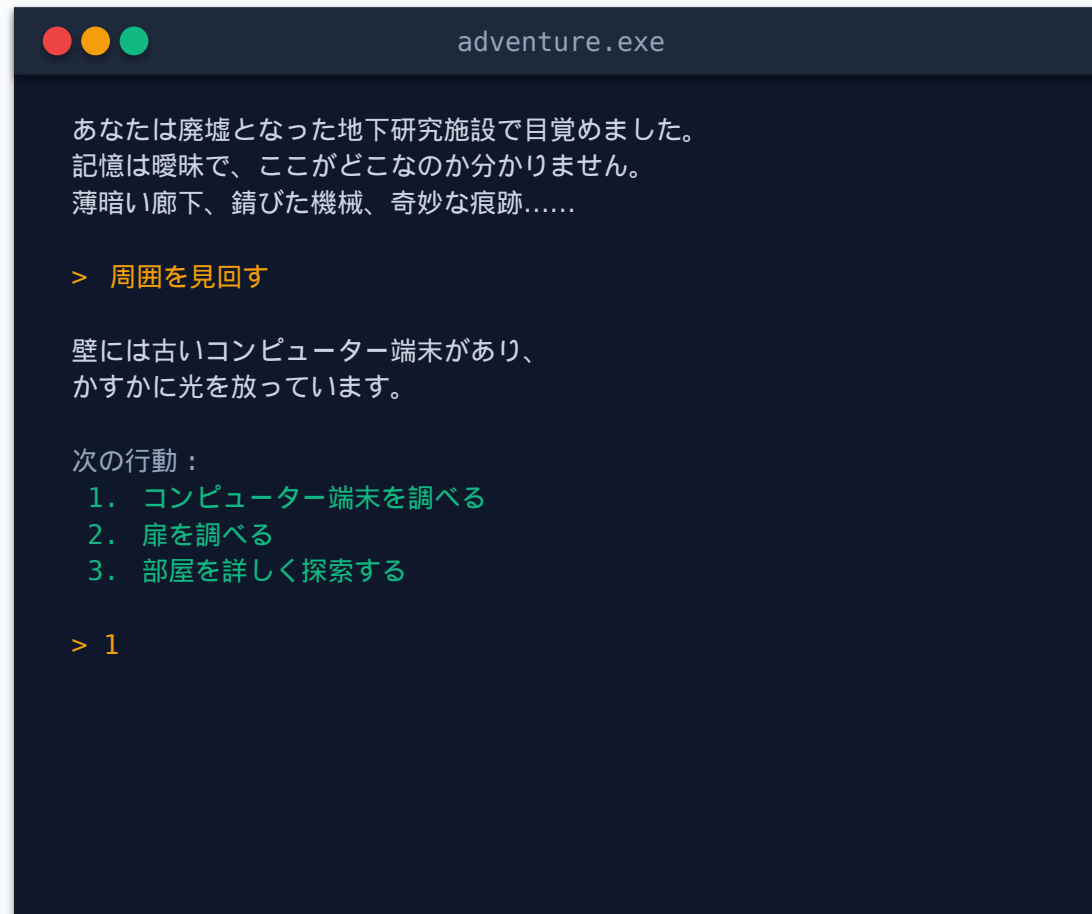 adventure.exe
あなたは廃墟となった地下研究施設で目覚めました。
記憶は曖昧で、ここがどこなのか分かりません。
薄暗い廊下、錆びた機械、奇妙な痕跡……
> 周囲を見回す
壁には古いコンピューター端末があり、
かすかに光を放っています。
次の行動：
1. コンピューター端末を調べる
2. 扉を調べる
3. 部屋を詳しく探索する
> 1